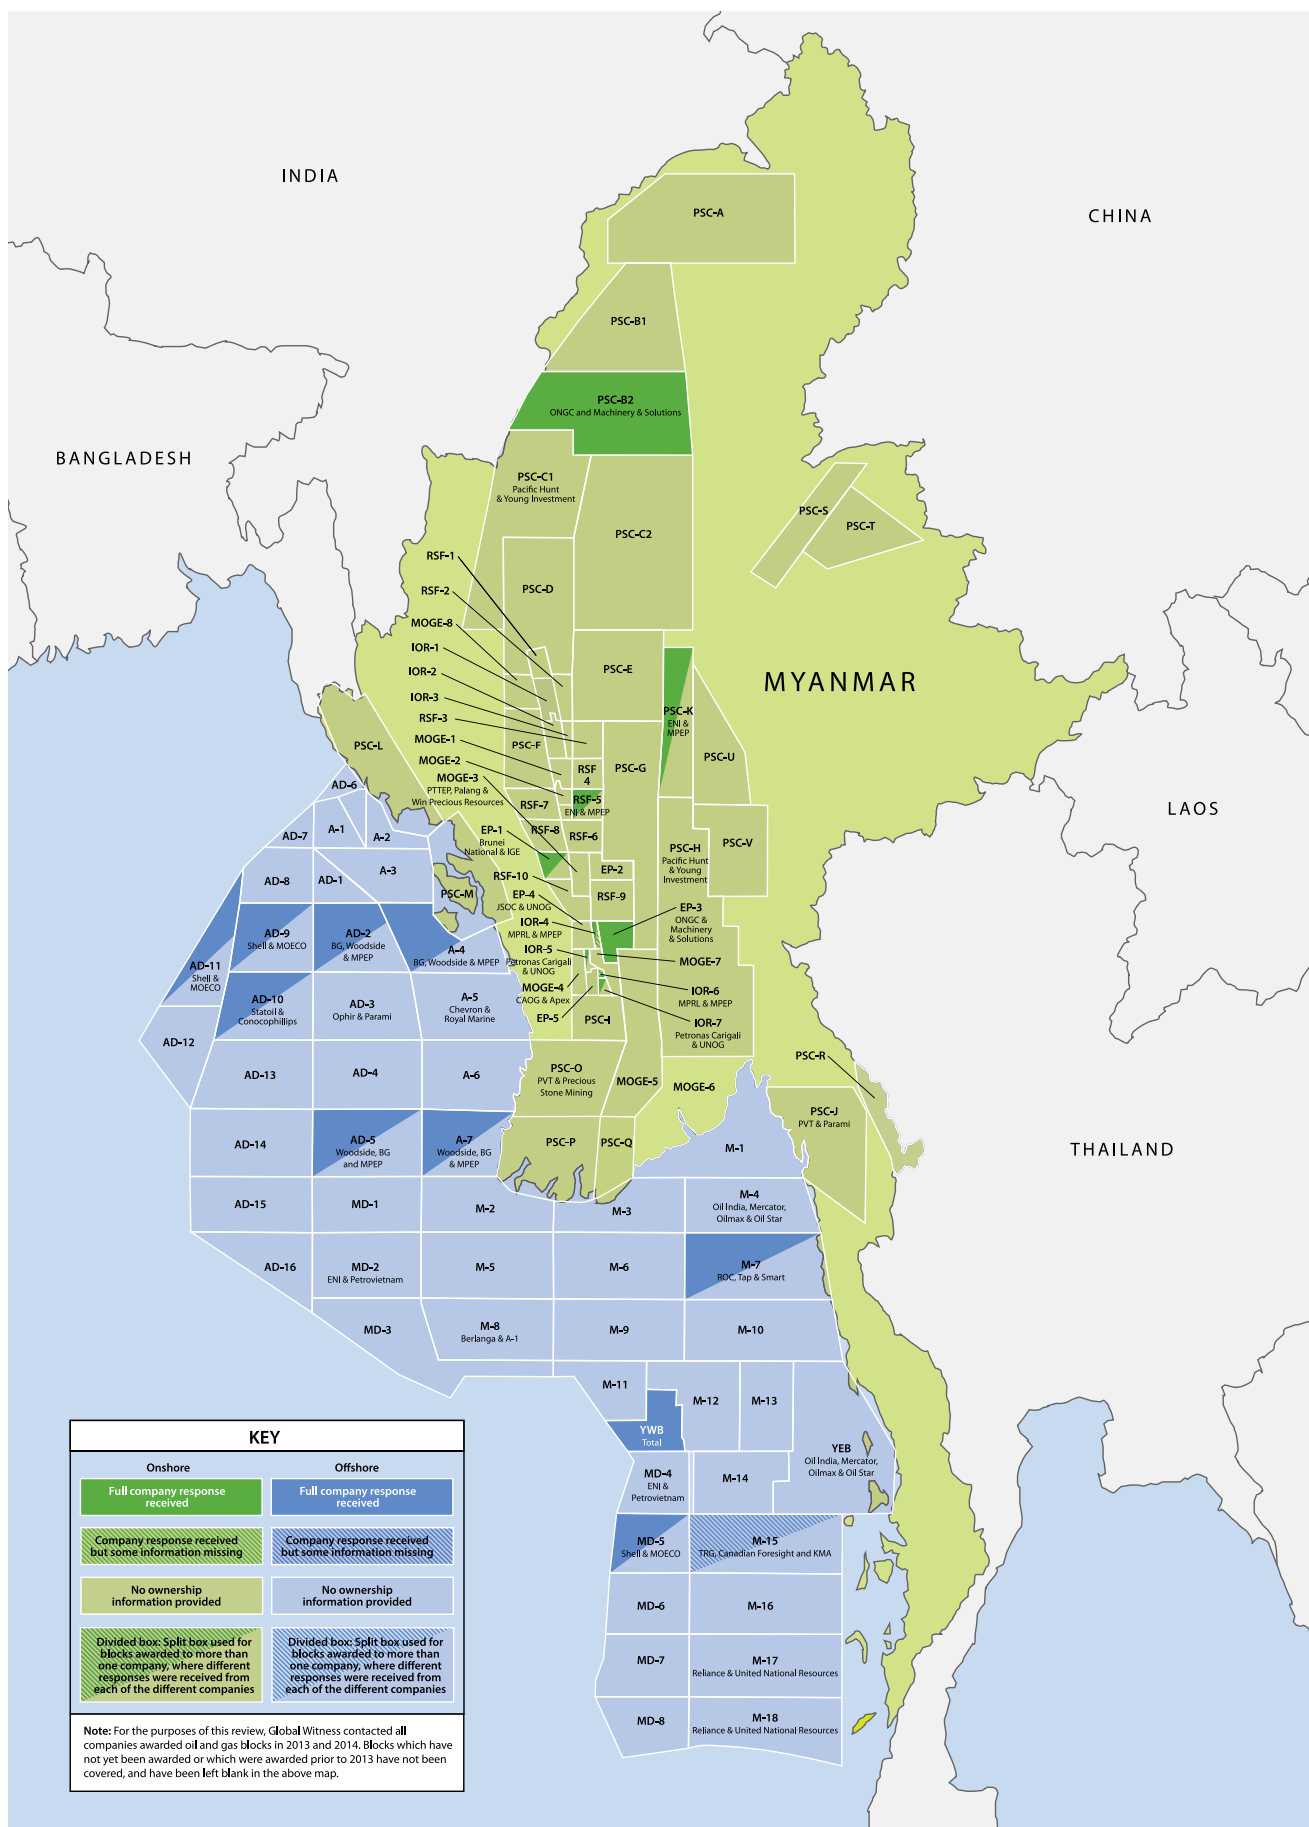 INDIA
CHINA
BANGLADESH
MYANMAR
LAOS
THAILAND
PSC-A
PSC-B1
PSC-B2
ONGC and Machinery & Solutions
PSC-C1
Pacific Hunt
& Young Investment
PSC-C2
PSC-S
PSC-T
PSC-D
RSF-1
RSF-2
MOGE-8
IOR-1
IOR-2
IOR-3
RSF-3
MOGE-1
MOGE-2
MOGE-3
PTTEP, Palang &
Win Precious Resources
PSC-E
PSC-K
ENI &
MPEP
PSC-U
PSC-L
PSC-F
PSC-G
RSF
4
RSF-5
ENI & MPEP
RSF-7
RSF-8
RSF-6
EP-1
Brunei
National & IGE
PSC-H
Pacific Hunt
& Young
Investment
PSC-V
EP-2
RSF-10
RSF-9
EP-4
JSOC & UNOG
EP-3
ONGC &
Machinery
& Solutions
IOR-4
MPRL & MPEP
IOR-5
Petronas Carigali
& UNOG
MOGE-7
MOGE-4
CAOG & Apex
IOR-6
MPRL & MPEP
EP-5
PSC-I
IOR-7
Petronas Carigali
& UNOG
PSC-M
PSC-O
PVT & Precious
Stone Mining
MOGE-5
MOGE-6
PSC-R
PSC-J
PVT & Parami
PSC-P
PSC-Q
AD-6
AD-7
A-1
A-2
AD-8
AD-1
A-3
AD-9
Shell & MOECO
AD-2
BG, Woodside
& MPEP
A-4
BG, Woodside & MPEP
AD-11
Shell &
MOECO
AD-10
Statoil &
Conocophillips
AD-3
Ophir & Parami
A-5
Chevron &
Royal Marine
AD-12
AD-13
AD-4
A-6
AD-14
AD-5
Woodside, BG
and MPEP
A-7
Woodside, BG
& MPEP
M-1
AD-15
MD-1
M-2
M-3
M-4
Oil India, Mercator,
Oilmax & Oil Star
AD-16
MD-2
ENI & Petrovietnam
M-5
M-6
M-7
ROC, Tap & Smart
MD-3
M-8
Berlanga & A-1
M-9
M-10
M-11
M-12
M-13
YWB
Total
YEB
Oil India, Mercator,
Oilmax & Oil Star
MD-4
ENI &
Petrovietnam
M-14
MD-5
Shell & MOECO
M-15
TRG, Canadian Foresight and KMA
MD-6
M-16
MD-7
M-17
Reliance & United National Resources
MD-8
M-18
Reliance & United National Resources
KEY
Onshore
Full company response
received
Company response received
but some information missing
No ownership
information provided
Divided box: Split box used for
blocks awarded to more than
one company, where different
responses were received from
each of the different companies
Offshore
Full company response
received
Company response received
but some information missing
No ownership
information provided
Divided box: Split box used for
blocks awarded to more than
one company, where different
responses were received from
each of the different companies
Note: For the purposes of this review, Global Witness contacted all
companies awarded oil and gas blocks in 2013 and 2014. Blocks which have
not yet been awarded or which were awarded prior to 2013 have not been
covered, and have been left blank in the above map.